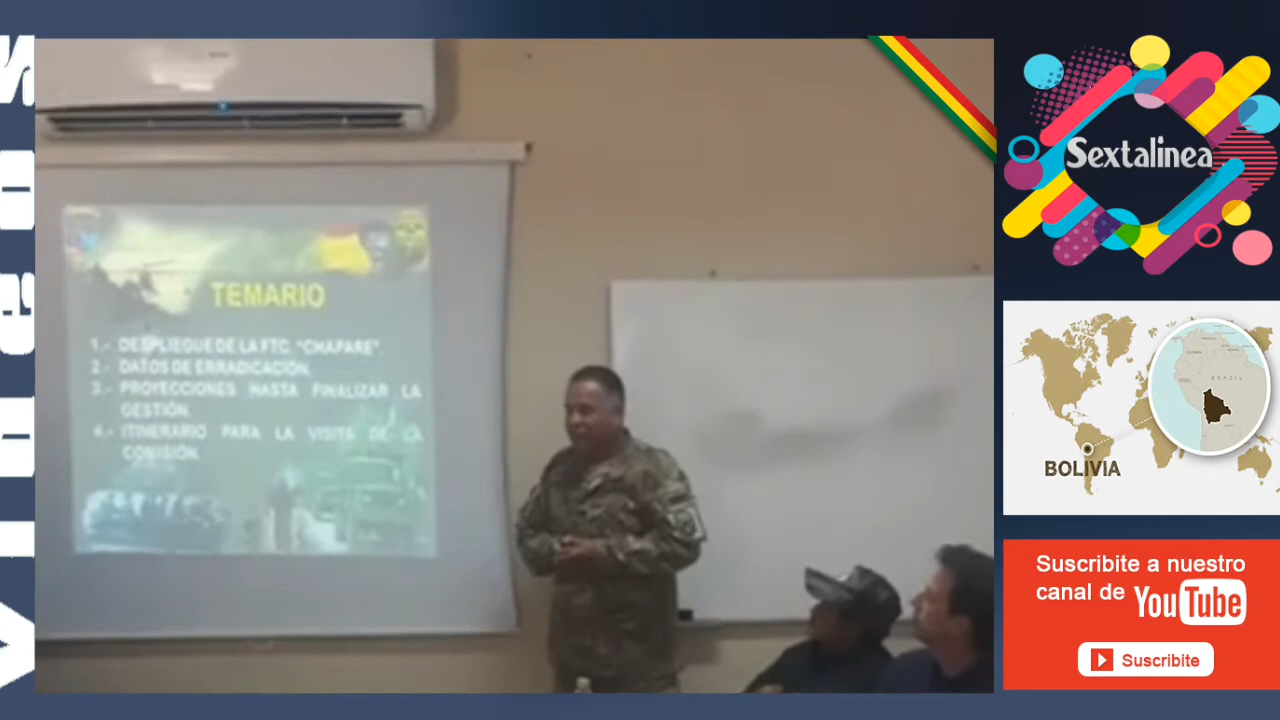 TEMARIO
1.- DESPLIEGUE DE LA FTC. "CHAPARE".
2.- DATOS DE ERRADICACIÓN.
3.- PROYECCIONES HASTA FINALIZAR LA
GESTIÓN.
4.- ITINERARIO PARA LA VISITA DE LA
COMISIÓN.
Sextalinea
PERU
BRAZIL
BOLIVIA
Suscribite a nuestro
canal de YouTube
Suscribite